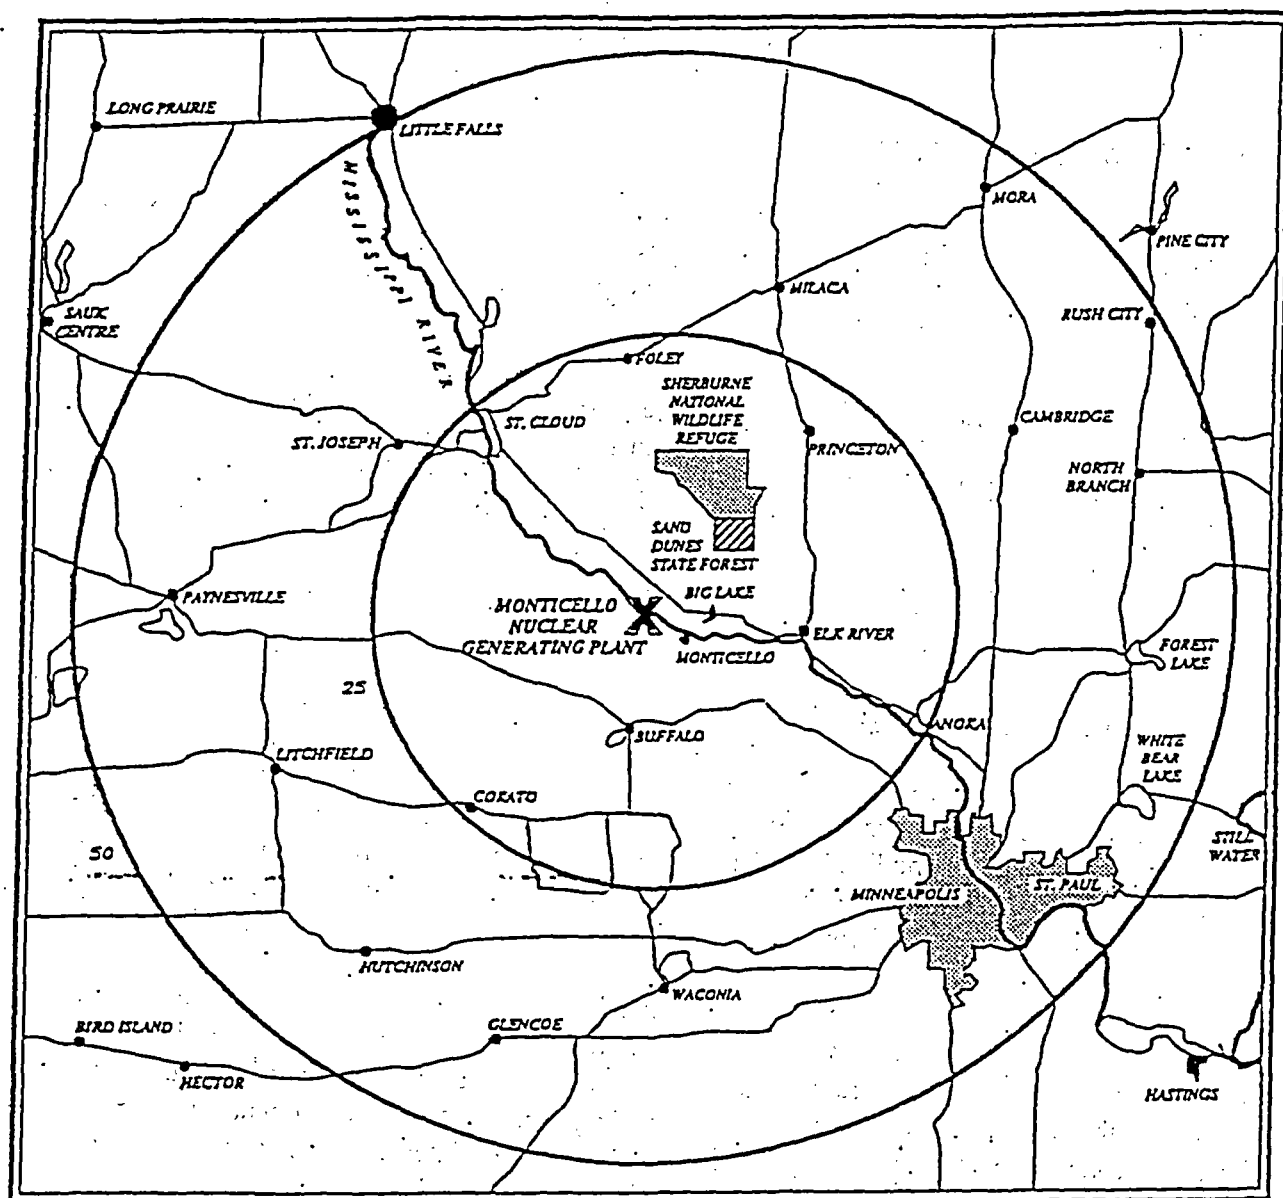 LONG PRAIRIE
LITTLE FALLS
MISSISSIPPI RIVER
MORA
PINE CITY
MILACA
SAUK
CENTRE
RUSH CITY
FOLEY
SHERBURNE
NATIONAL
WILDLIFE
REFUGE
ST. CLOUD
CAMBRIDGE
ST. JOSEPH
PRINCETON
NORTH
BRANCH
SAND
DUNES
STATE FOREST
PAYNESVILLE
BIG LAKE
MONTICELLO
NUCLEAR
GENERATING PLANT
X
ELK RIVER
MONTICELLO
FOREST
LAKE
25
ANOKA
BUFFALO
WHITE
BEAR
LAKE
LITCHFIELD
COKATO
STILL
WATER
50
MINNEAPOLIS
ST. PAUL
HUTCHINSON
WACONIA
BIRD ISLAND
GLENCOE
HECTOR
HASTINGS